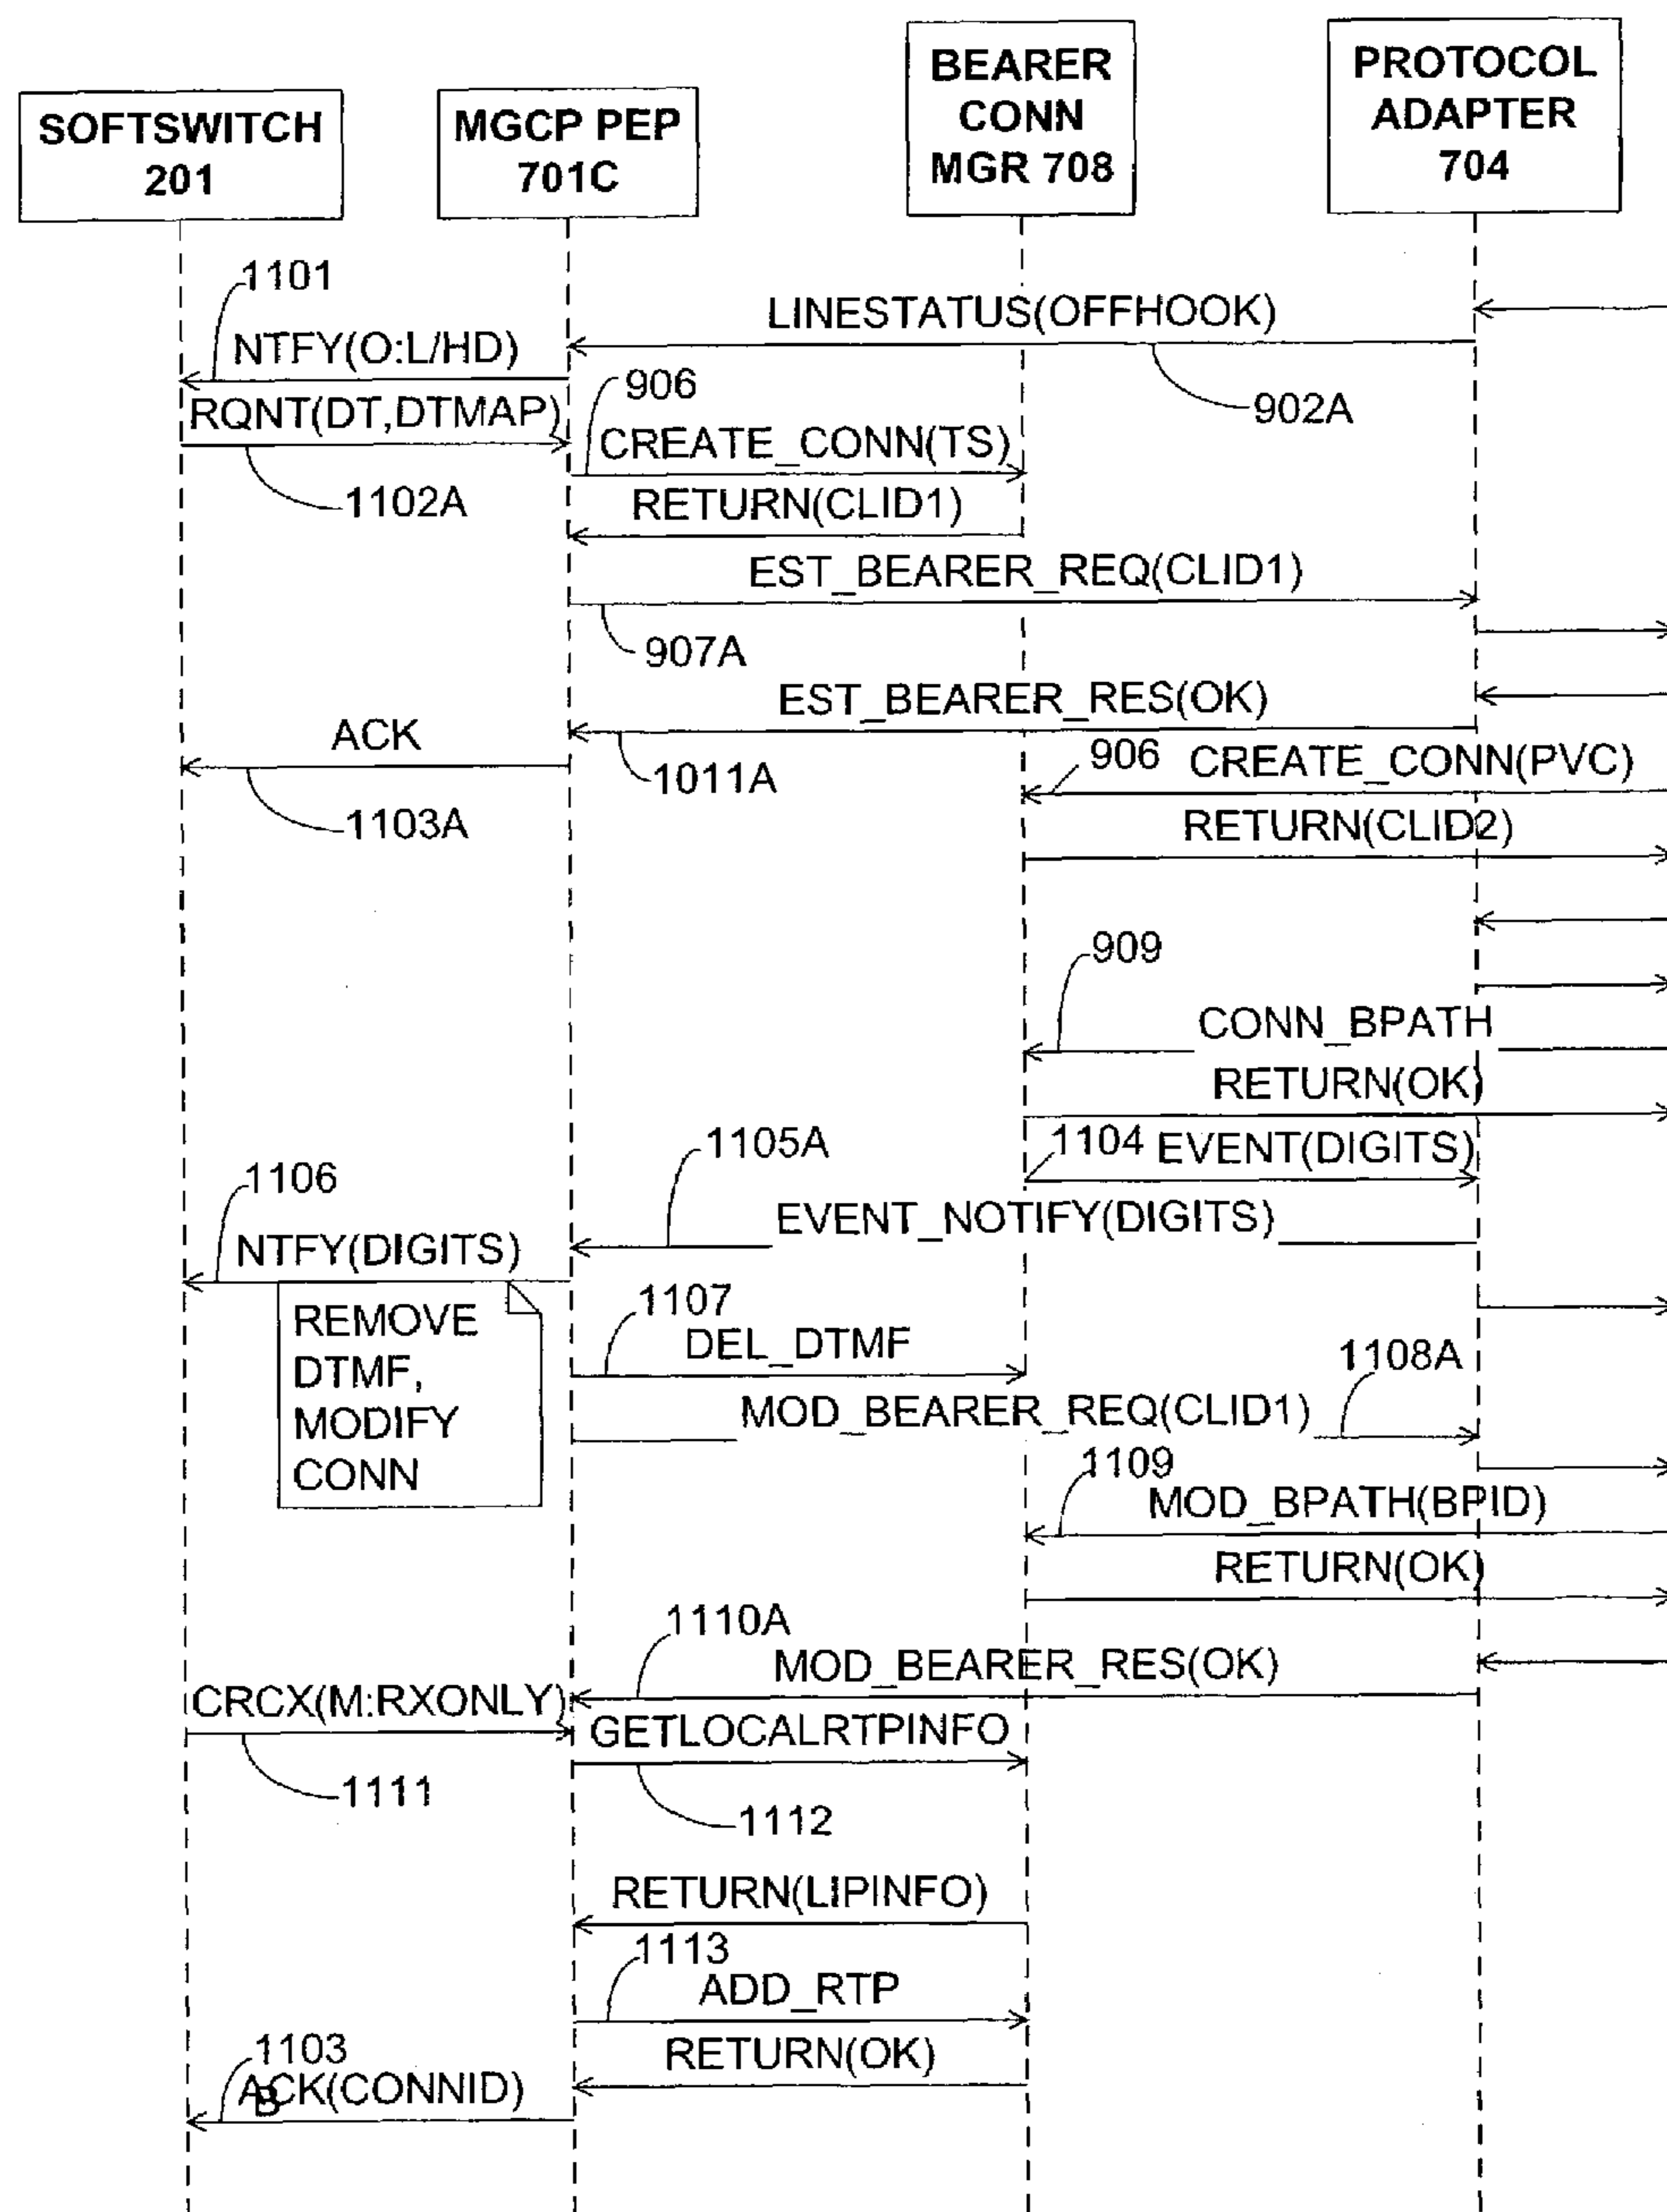 SOFTSWITCH
201
MGCP PEP
701C
BEARER
CONN
MGR 708
PROTOCOL
ADAPTER
704
1101
LINESTATUS(OFFHOOK)
NTFY(O:L/HD)
906
902A
RQNT(DT,DTMAP)
CREATE_CONN(TS)
1102A
RETURN(CLID1)
EST_BEARER_REQ(CLID1)
907A
EST_BEARER_RES(OK)
ACK
1011A
906
CREATE_CONN(PVC)
1103A
RETURN(CLID2)
909
CONN_BPATH
RETURN(OK)
1105A
1104
EVENT(DIGITS)
1106
EVENT_NOTIFY(DIGITS)
NTFY(DIGITS)
REMOVE
DTMF,
MODIFY
CONN
1107
DEL_DTMF
1108A
MOD_BEARER_REQ(CLID1)
1109
MOD_BPATH(BPID)
RETURN(OK)
1110A
MOD_BEARER_RES(OK)
CRCX(M:RXONLY)
GETLOCALRTPINFO
1111
1112
RETURN(LIPINFO)
1113
ADD_RTP
1103
B
RETURN(OK)
ACK(CONNID)